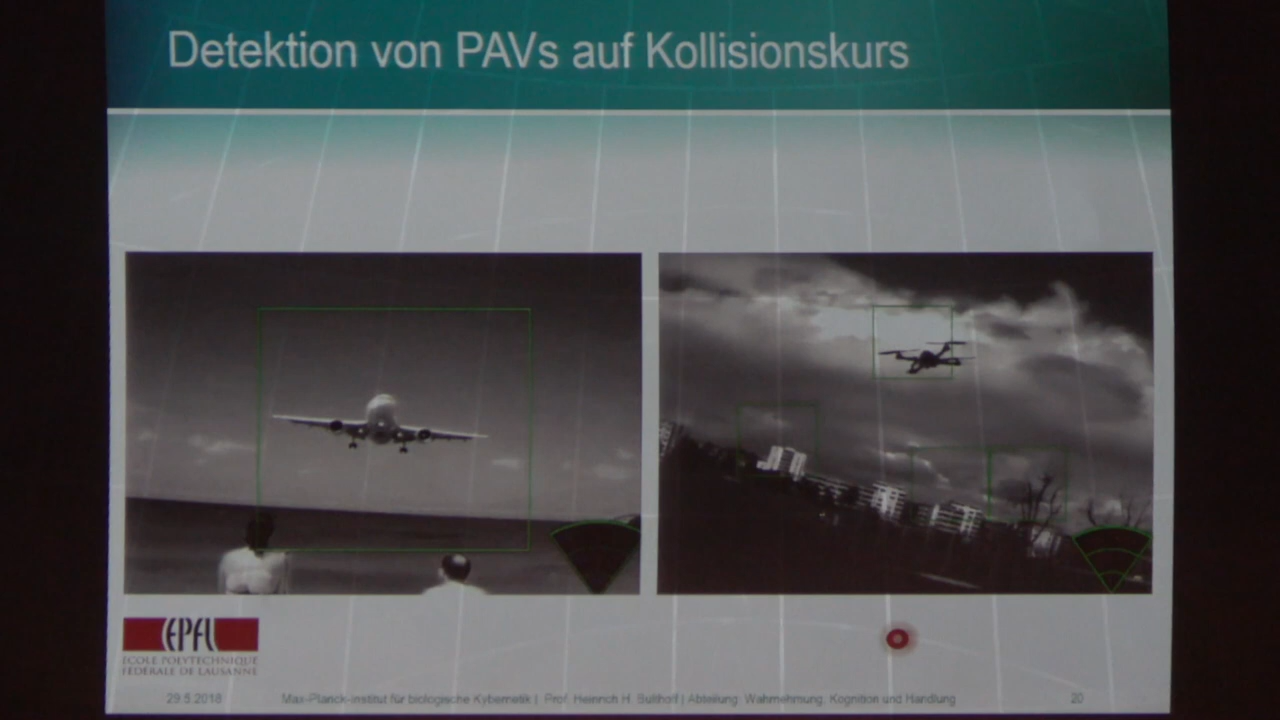 Detektion von PAVs auf Kollisionskurs
EPFL
ECOLE POLYTECHNIQUE
FEDERALE DE LAUSANNE
29.5.2018
Max-Planck-Institut für biologische Kybernetik | Prof. Heinrich H. Bülthoff | Abteilung: Wahrnehmung, Kognition und Handlung
20